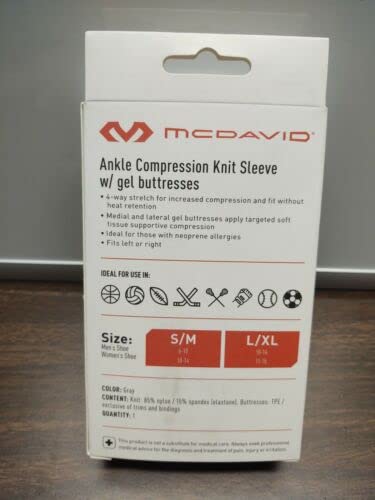 McDAVID
Ankle Compression Knit Sleeve
w/ gel buttresses
• 4-way stretch for increased compression and fit without
heat retention
• Medial and lateral gel buttresses apply targeted soft
tissue supportive compression
• Ideal for those with neoprene allergies
• Fits left or right
IDEAL FOR USE IN:
Size: S/M L/XL
Men's Shoe
Women's Shoe
COLOR: Gray
CONTENT: Knit: 85% nylon / 15% spandex (elastane). Buttresses: TPE /
exclusive of trims and bindings
QUANTITY: 1
This product is not a substitute for medical care. Always seek professional
medical advice for the diagnosis and treatment of pain, injury or irritation.